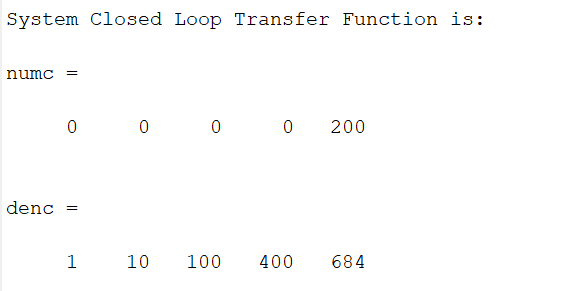 System Closed Loop Transfer Function is:
numc =
0 0 0 0 200
denc =
1 10 100 400 684